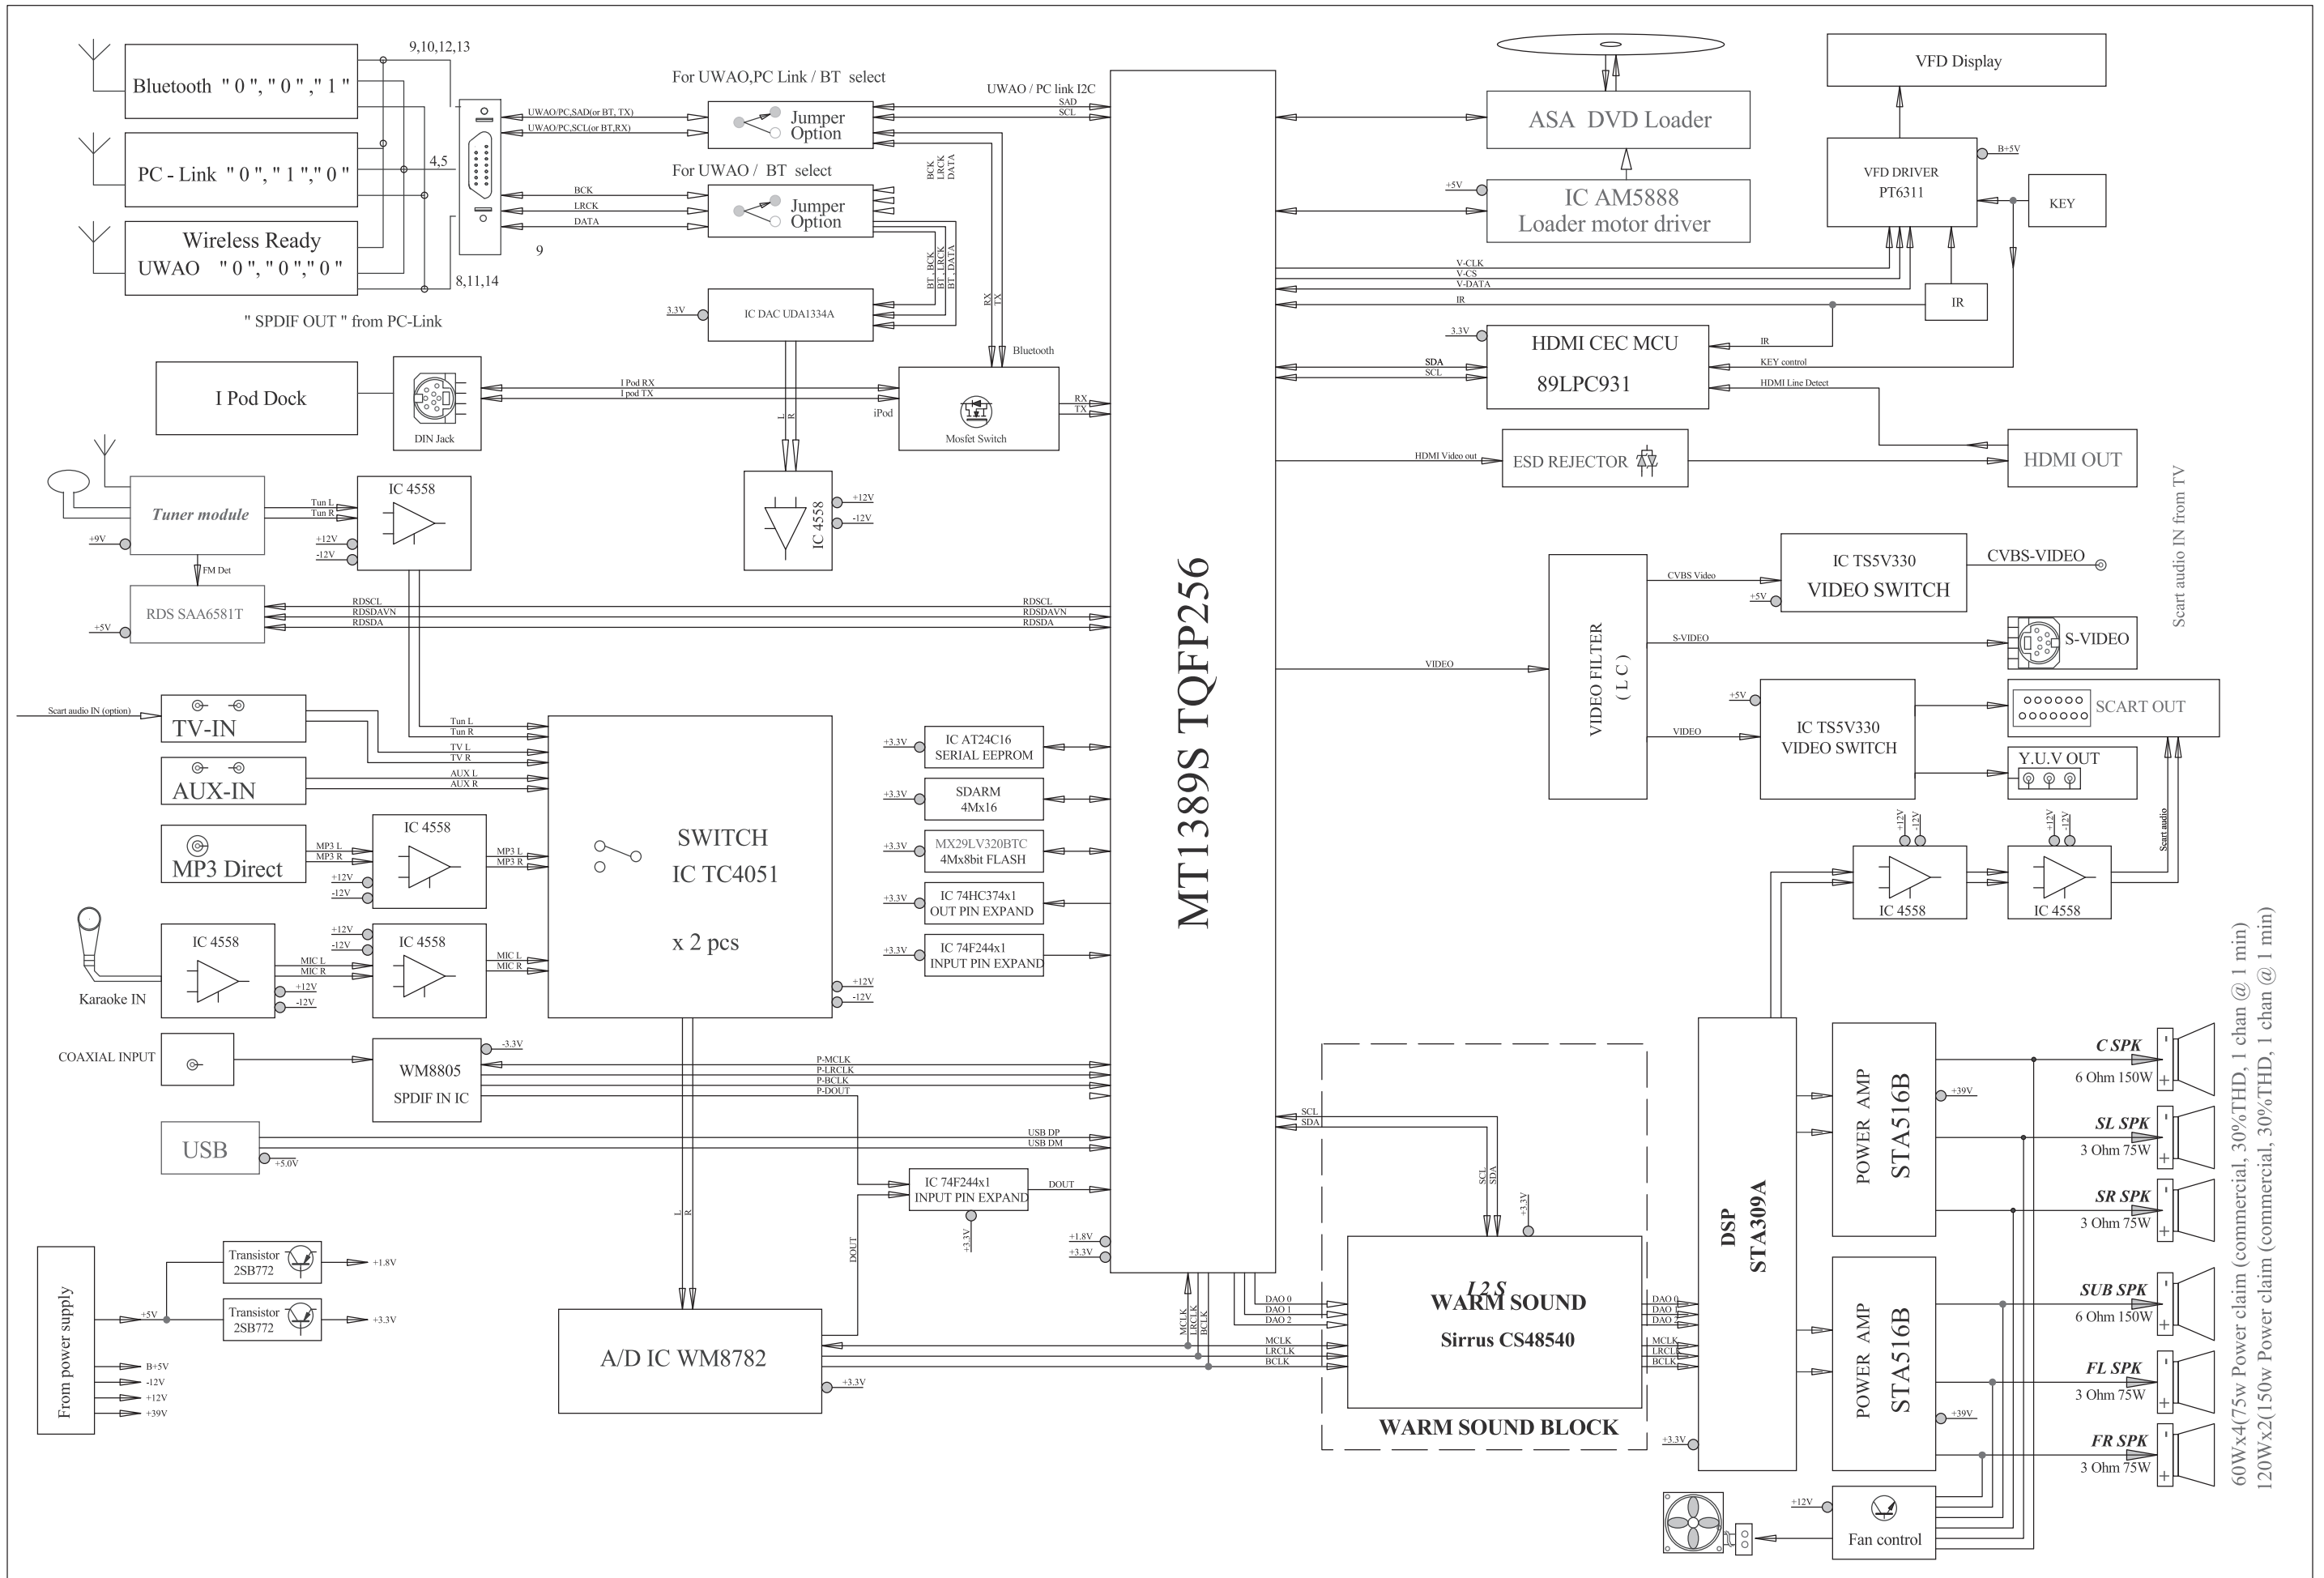 Bluetooth " 0 ", " 0 " ," 1 "
9,10,12,13
PC - Link " 0 ", " 1 "," 0 "
4,5
Wireless Ready
UWAO " 0 ", " 0 "," 0 "
8,11,14
9
" SPDIF OUT " from PC-Link
For UWAO,PC Link / BT select
UWAO/PC,SAD(or BT, TX)
UWAO/PC,SCL(or BT,RX)
Jumper
Option
UWAO / PC link I2C
SAD
SCL
For UWAO / BT select
BCK
LRCK
DATA
Jumper
Option
BCK
LRCK
DATA
BT , BCK
BT , LRCK
BT , DATA
RX
TX
3.3V
IC DAC UDA1334A
Bluetooth
I Pod Dock
DIN Jack
I Pod RX
I pod TX
iPod
Mosfet Switch
RX
TX
L
R
IC 4558
+12V
-12V
Tuner module
Tun L
Tun R
+9V
FM Det
IC 4558
+12V
-12V
RDS SAA6581T
+5V
RDSCL
RDSDAVN
RDSDA
RDSCL
RDSDAVN
RDSDA
Scart audio IN (option)
TV-IN
AUX-IN
Tun L
Tun R
TV L
TV R
AUX L
AUX R
MP3 Direct
MP3 L
MP3 R
IC 4558
+12V
-12V
MP3 L
MP3 R
Karaoke IN
IC 4558
MIC L
MIC R
+12V
-12V
+12V
-12V
IC 4558
MIC L
MIC R
SWITCH
IC TC4051
x 2 pcs
+12V
-12V
+3.3V
IC AT24C16
SERIAL EEPROM
+3.3V
SDARM
4Mx16
+3.3V
MX29LV320BTC
4Mx8bit FLASH
+3.3V
IC 74HC374x1
OUT PIN EXPAND
+3.3V
IC 74F244x1
INPUT PIN EXPAND
COAXIAL INPUT
WM8805
SPDIF IN IC
-3.3V
P-MCLK
P-LRCLK
P-BCLK
P-DOUT
USB
+5.0V
USB DP
USB DM
IC 74F244x1
INPUT PIN EXPAND
DOUT
+3.3V
DOUT
L
R
+1.8V
+3.3V
From power supply
+5V
Transistor
2SB772
+1.8V
Transistor
2SB772
+3.3V
B+5V
-12V
+12V
+39V
A/D IC WM8782
+3.3V
MT1389S TQFP256
MCLK
LRCLK
BCLK
DAO 0
DAO 1
DAO 2
MCLK
LRCLK
BCLK
SCL
SDA
SCL
SDA
+3.3V
I 2 S
WARM SOUND
Sirrus CS48540
WARM SOUND BLOCK
DAO 0
DAO 1
DAO 2
MCLK
LRCLK
BCLK
ASA DVD Loader
+5V
IC AM5888
Loader motor driver
VFD Display
VFD DRIVER
PT6311
B+5V
KEY
V-CLK
V-CS
V-DATA
IR
IR
3.3V
HDMI CEC MCU
89LPC931
SDA
SCL
IR
KEY control
HDMI Line Detect
HDMI Video out
ESD REJECTOR
HDMI OUT
Scart audio IN from TV
VIDEO
VIDEO FILTER
( L C )
CVBS Video
+5V
IC TS5V330
VIDEO SWITCH
CVBS-VIDEO
S-VIDEO
S-VIDEO
VIDEO
+5V
IC TS5V330
VIDEO SWITCH
SCART OUT
Y.U.V OUT
+12V
-12V
IC 4558
+12V
-12V
IC 4558
Scart audio
DSP
STA309A
+3.3V
POWER AMP
STA516B
+39V
POWER AMP
STA516B
+39V
C SPK
6 Ohm 150W
SL SPK
3 Ohm 75W
SR SPK
3 Ohm 75W
SUB SPK
6 Ohm 150W
FL SPK
3 Ohm 75W
FR SPK
3 Ohm 75W
60Wx4(75w Power claim (commercial, 30%THD, 1 chan @ 1 min)
120Wx2(150w Power claim (commercial, 30%THD, 1 chan @ 1 min)
+12V
Fan control